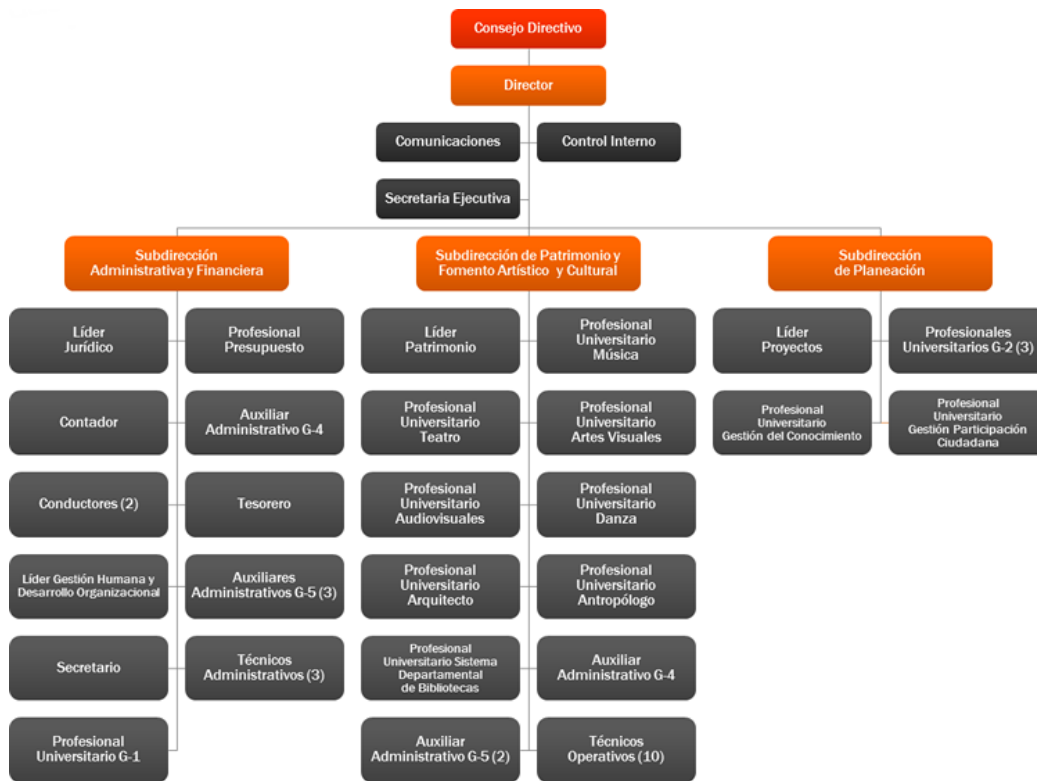 Consejo Directivo
Director
Comunicaciones
Control Interno
Secretaria Ejecutiva
Subdirección
Administrativa y Financiera
Subdirección de Patrimonio y
Fomento Artístico y Cultural
Subdirección
de Planeación
Líder
Jurídico
Profesional
Presupuesto
Contador
Auxiliar
Administrativo G-4
Conductores (2)
Tesorero
Líder Gestión Humana y
Desarrollo Organizacional
Auxiliares
Administrativos G-5 (3)
Secretario
Técnicos
Administrativos (3)
Profesional
Universitario G-1
Líder
Patrimonio
Profesional
Universitario
Música
Profesional
Universitario
Teatro
Profesional
Universitario
Artes Visuales
Profesional
Universitario
Audiovisuales
Profesional
Universitario
Danza
Profesional
Universitario
Arquitecto
Profesional
Universitario
Antropólogo
Profesional
Universitario Sistema
Departamental
de Bibliotecas
Auxiliar
Administrativo G-4
Auxiliar
Administrativo G-5 (2)
Técnicos
Operativos (10)
Líder
Proyectos
Profesionales
Universitarios G-2 (3)
Profesional
Universitario
Gestión del Conocimiento
Profesional
Universitario
Gestión Participación
Ciudadana